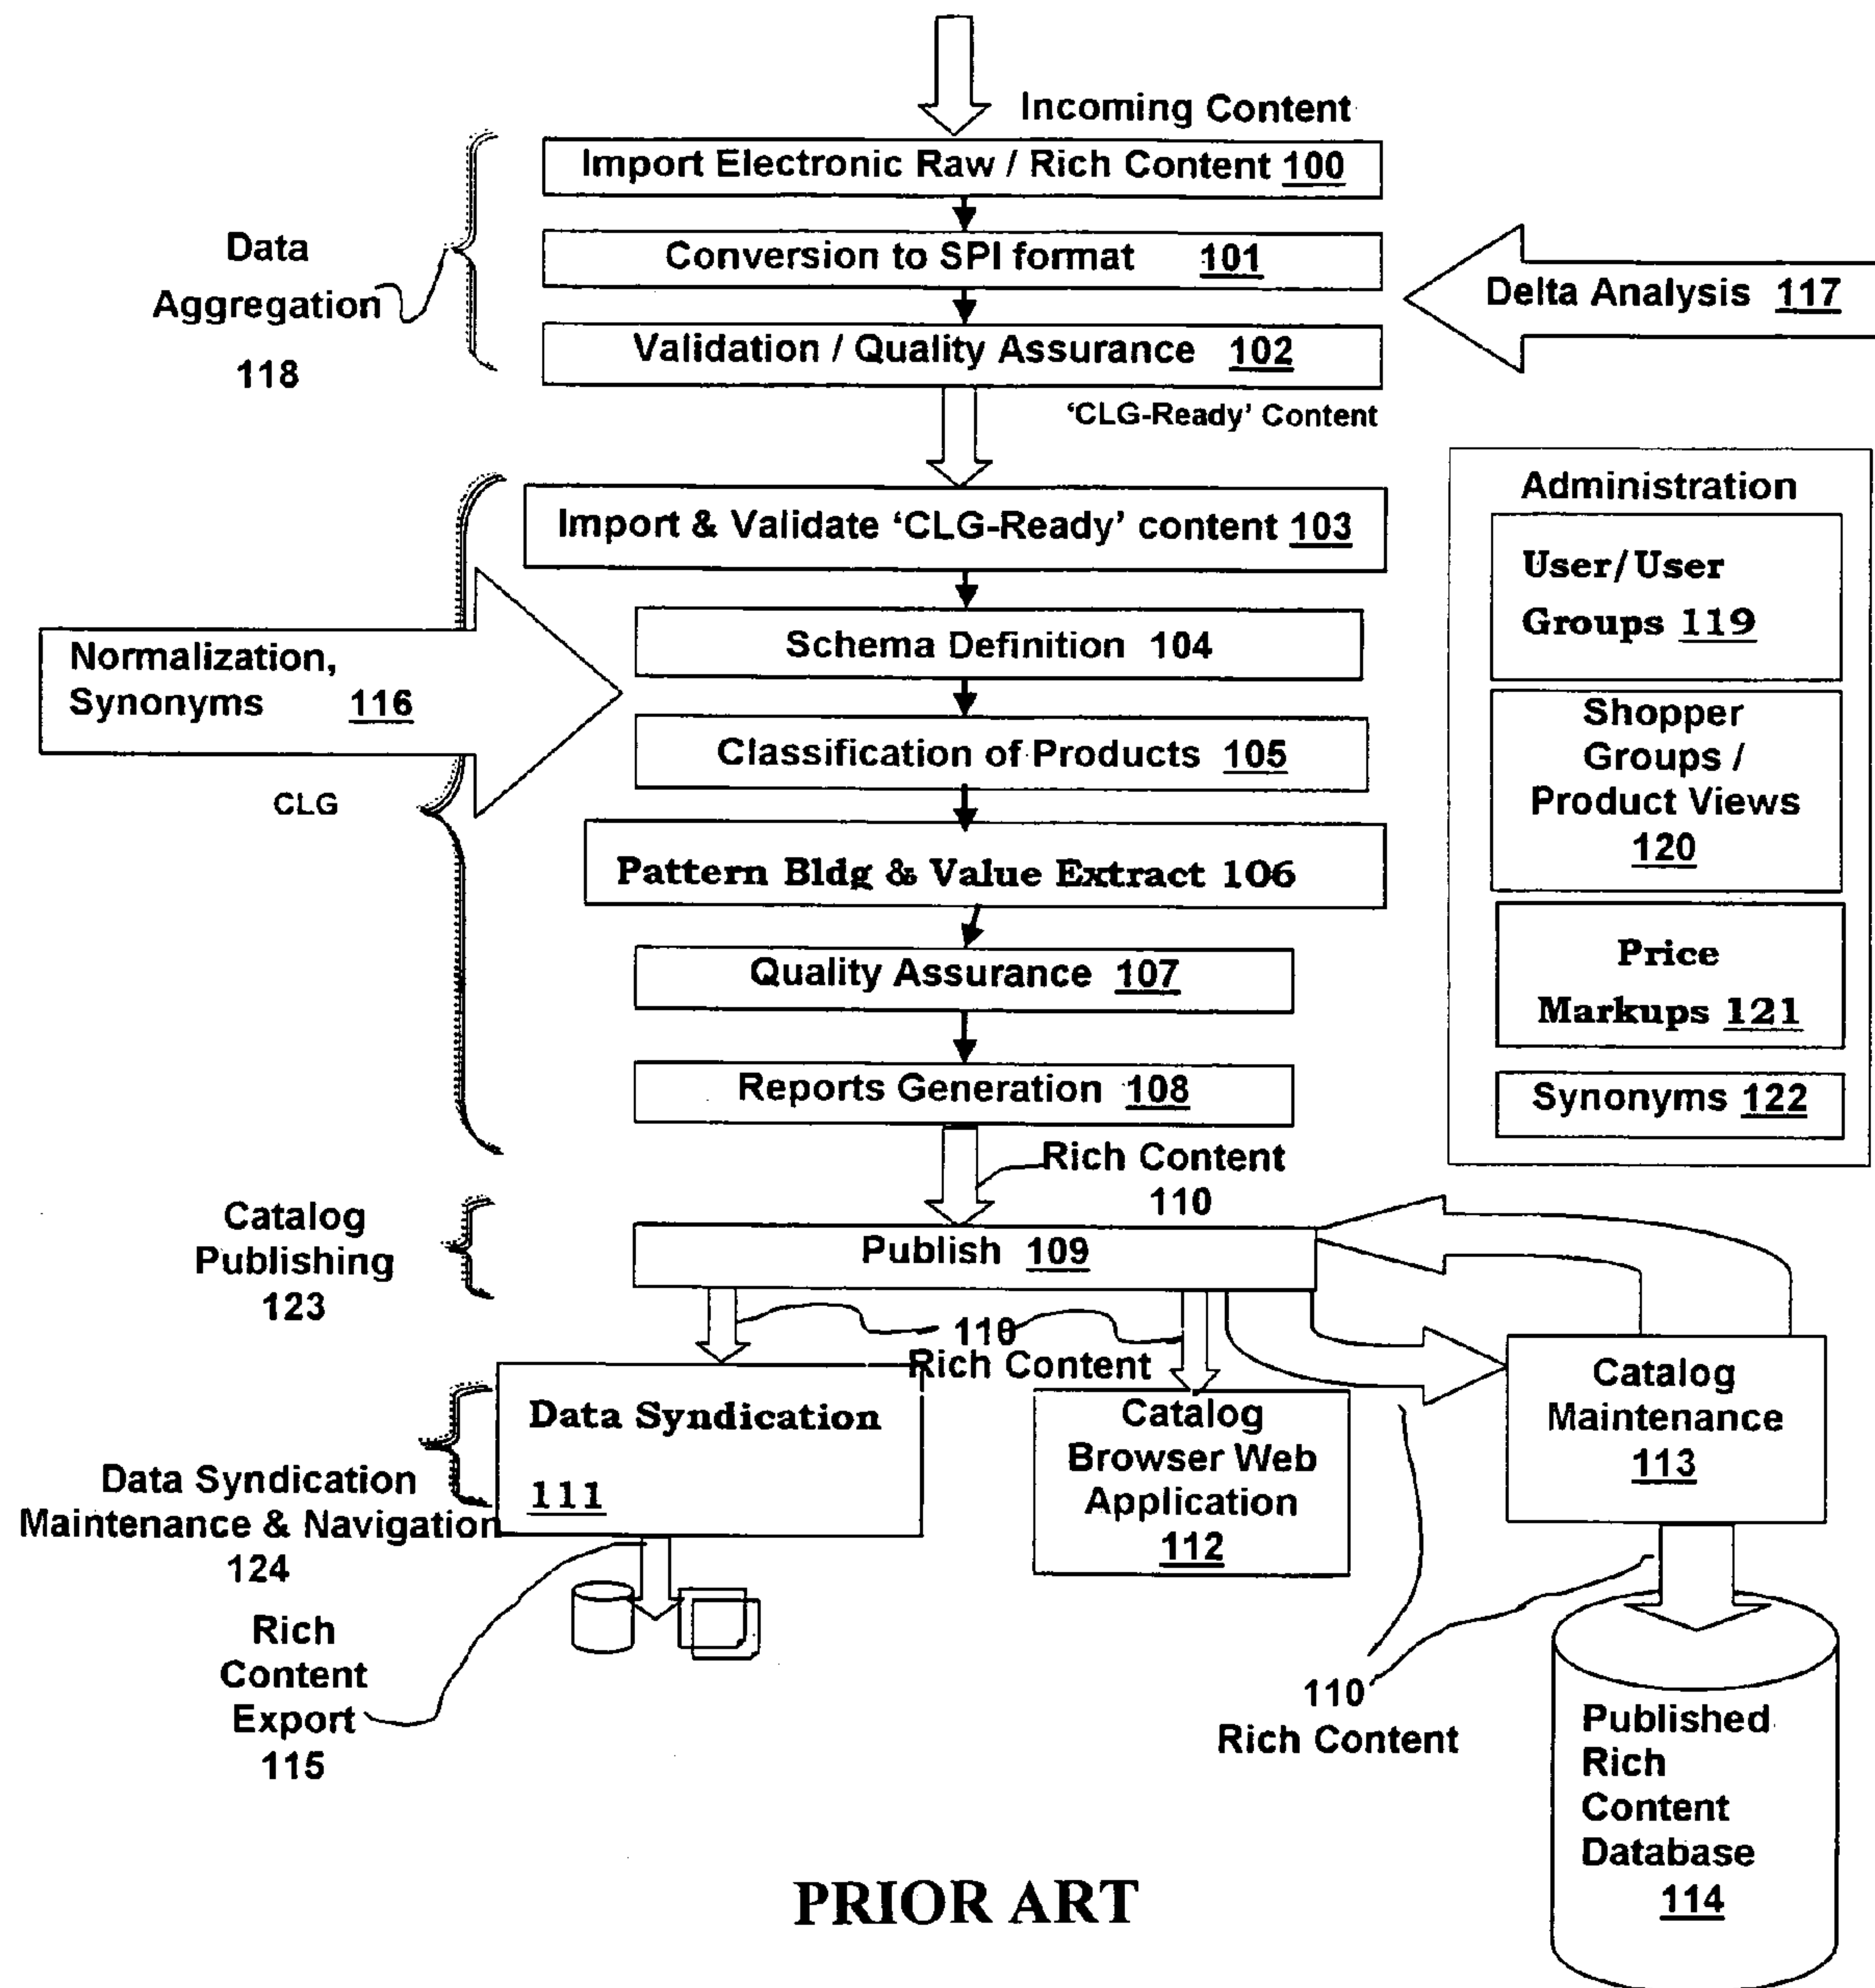 Incoming Content
Import Electronic Raw / Rich Content 100
Conversion to SPI format 101
Validation / Quality Assurance 102
Data
Aggregation
118
Delta Analysis 117
‘CLG-Ready’ Content
Import & Validate ‘CLG-Ready’ content 103
Schema Definition 104
Normalization,
Synonyms 116
Classification of Products 105
CLG
Pattern Bldg & Value Extract 106
Quality Assurance 107
Reports Generation 108
Administration
User/User
Groups 119
Shopper
Groups /
Product Views
120
Price
Markups 121
Synonyms 122
Rich Content
110
Catalog
Publishing
123
Publish 109
110
Rich Content
Data Syndication
111
Data Syndication
Maintenance & Navigation
124
Catalog
Browser Web
Application
112
Catalog
Maintenance
113
Rich
Content
Export
115
110
Rich Content
Published
Rich
Content
Database
114
PRIOR ART